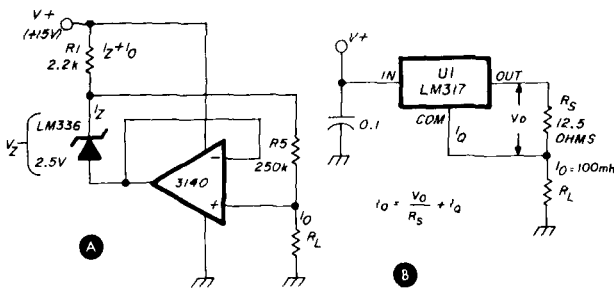 V+
(+15V)
R1
2.2k
IZ+IO
IZ
VZ
LM336
2.5V
3140
−
+
R5
250k
IO
RL
A
V+
IN
U1
LM317
OUT
COM
0.1
IQ
VO
RS
12.5
OHMS
IO=100mh
RL
IO = VO/RS + IQ
B